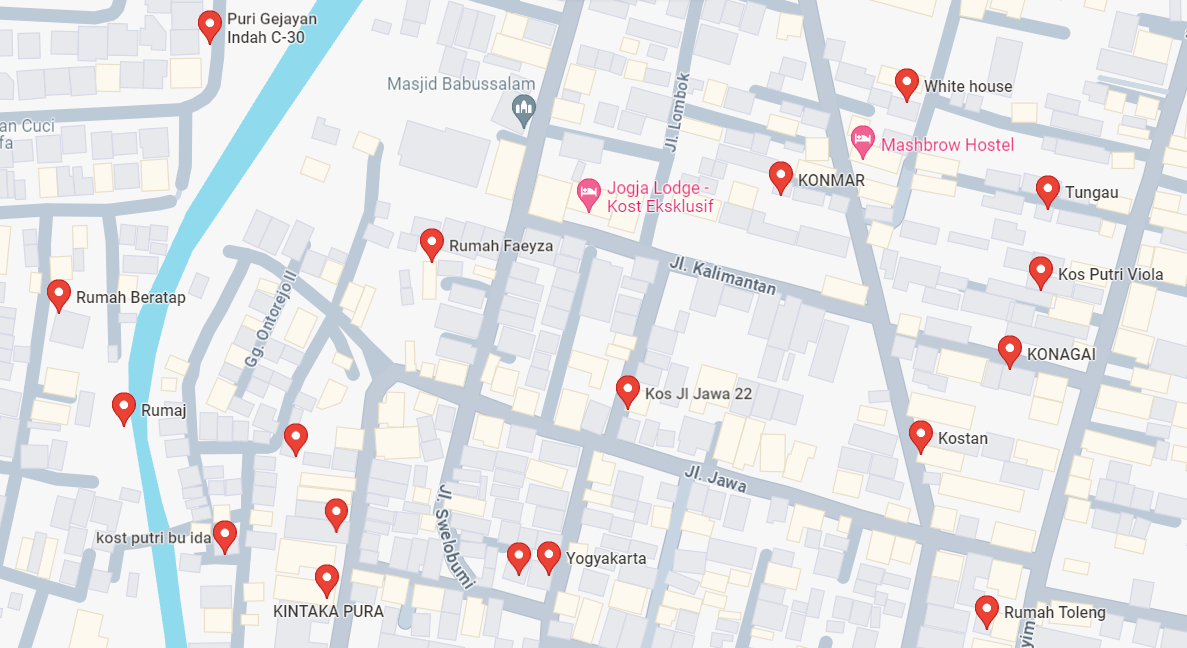 Puri Gejayan
Indah C-30
Masjid Babussalam
White house
an Cuci
fa
Jl. Lombok
Mashbrow Hostel
KONMAR
Jogja Lodge -
Kost Eksklusif
Tungau
Rumah Faeyza
Jl. Kalimantan
Kos Putri Viola
Rumah Beratap
Gg. Ontorejo II
KONAGAI
Kos Jl Jawa 22
Rumaj
Kostan
Jl. Jawa
Jl. Swelobumi
kost putri bu ida
Yogyakarta
KINTAKA PURA
Rumah Toleng
yim